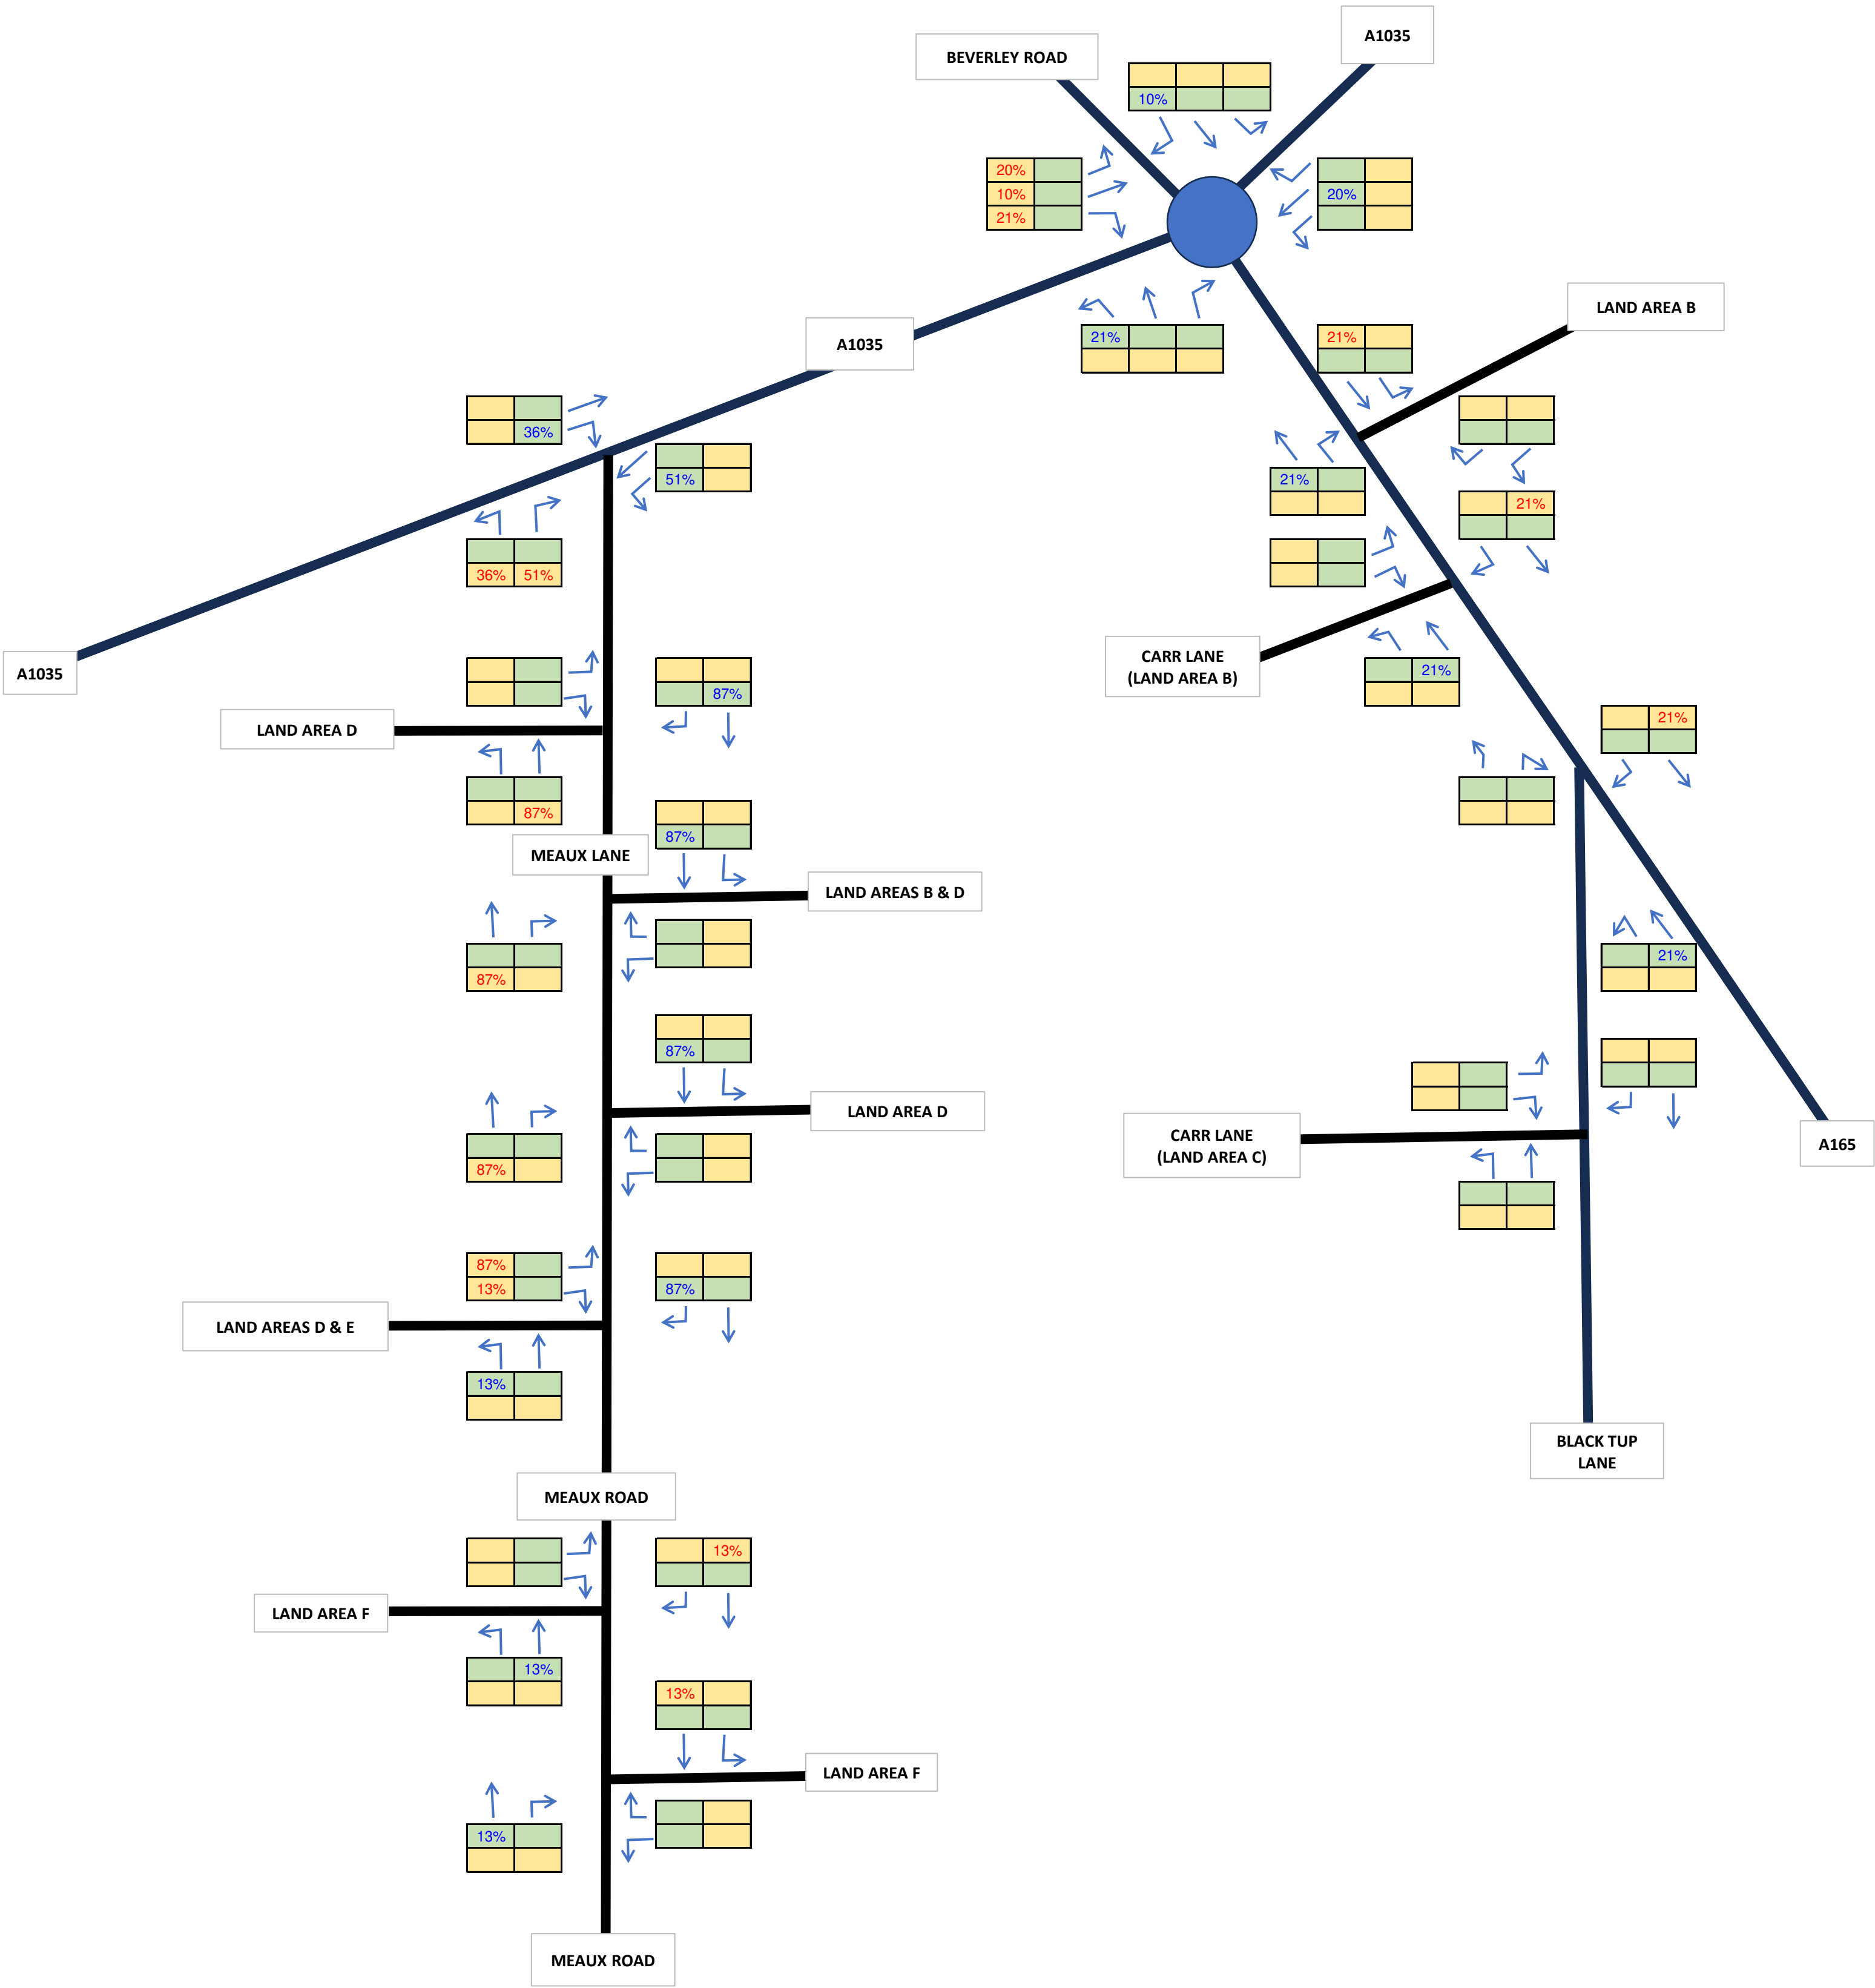 A1035
BEVERLEY ROAD
10%
20%
10%
21%
20%
LAND AREA B
21%
21%
A1035
36%
51%
21%
21%
36% 51%
CARR LANE
(LAND AREA B)
21%
A1035
87%
21%
LAND AREA D
87%
87%
MEAUX LANE
LAND AREAS B & D
21%
87%
87%
LAND AREA D
CARR LANE
(LAND AREA C)
A165
87%
87%
13%
87%
LAND AREAS D & E
13%
BLACK TUP
LANE
MEAUX ROAD
13%
LAND AREA F
13%
13%
LAND AREA F
13%
MEAUX ROAD